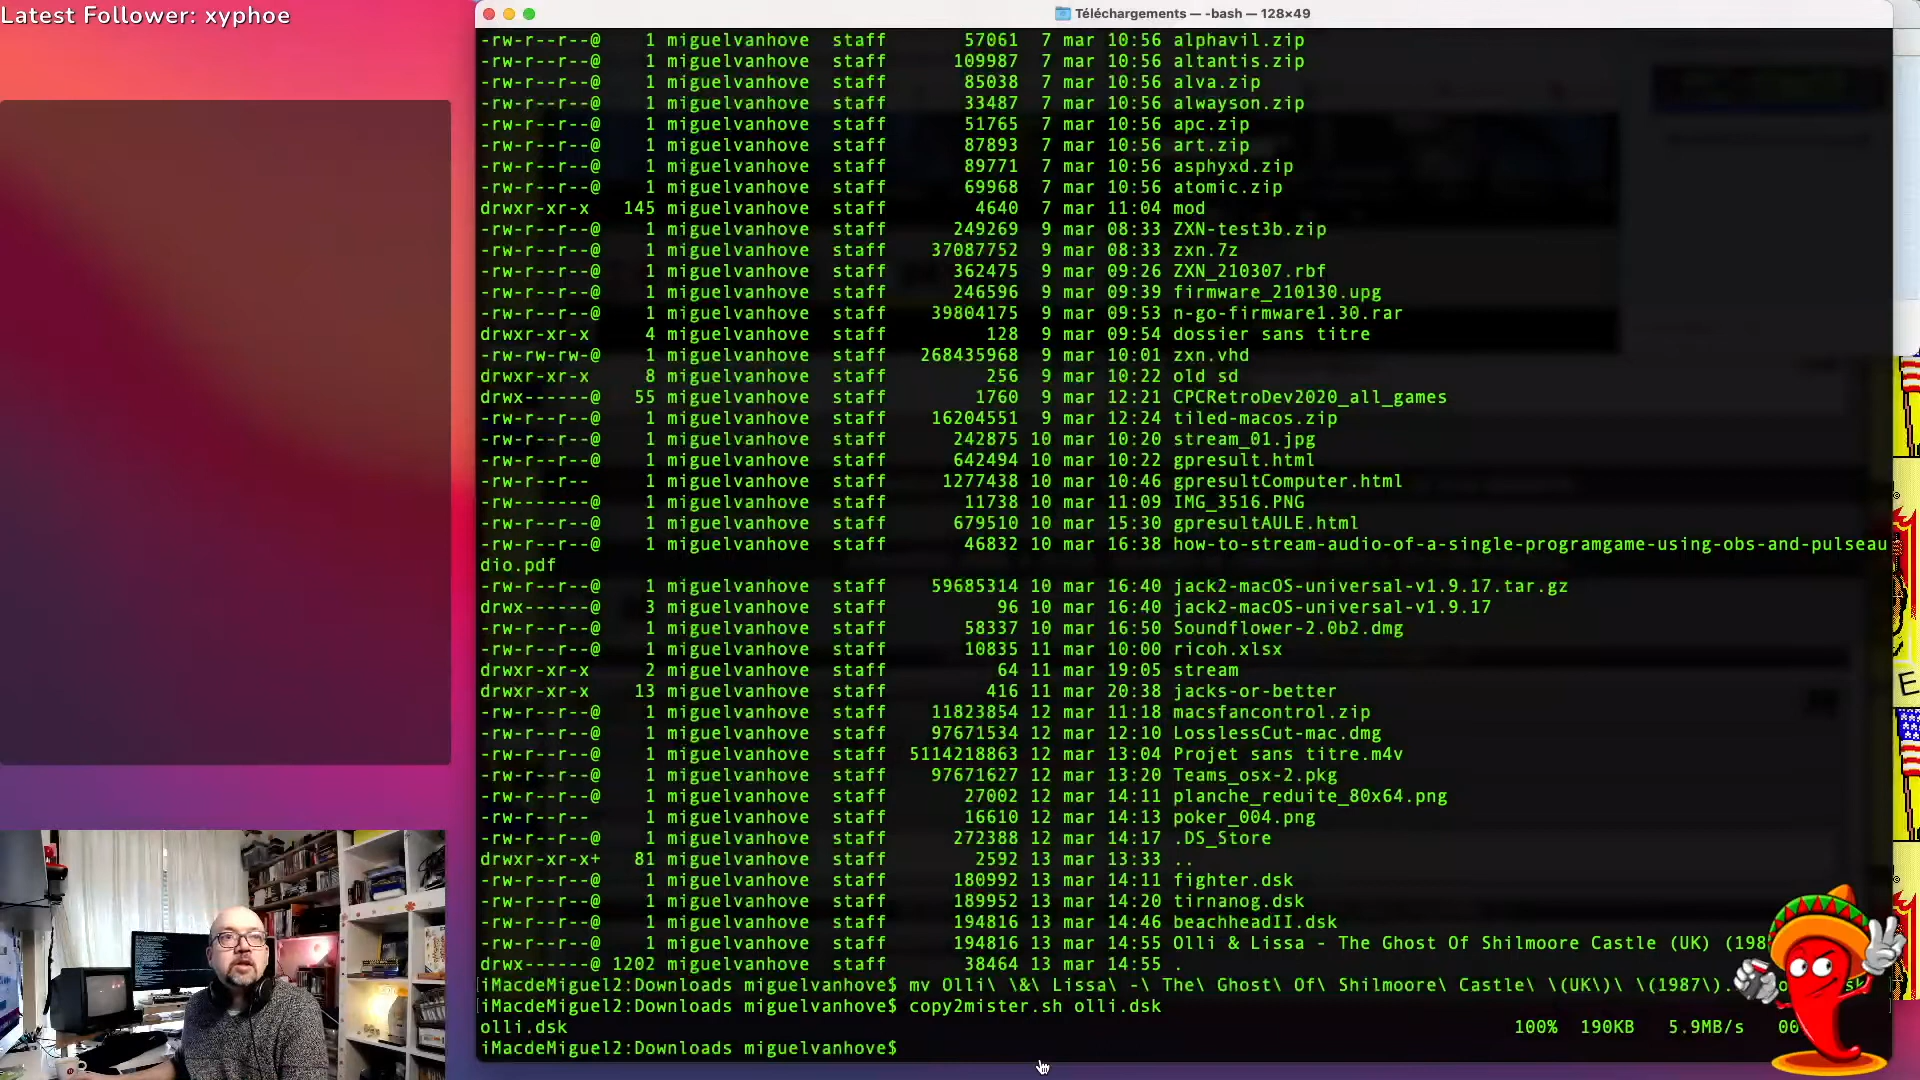 Latest Follower: xyphoe
Téléchargements — -bash — 128×49
-rw-r--r--@ 1 miguelvanhove staff 57061 7 mar 10:56 alphavil.zip
-rw-r--r--@ 1 miguelvanhove staff 109987 7 mar 10:56 altantis.zip
-rw-r--r--@ 1 miguelvanhove staff 85038 7 mar 10:56 alva.zip
-rw-r--r--@ 1 miguelvanhove staff 33487 7 mar 10:56 alwayson.zip
-rw-r--r--@ 1 miguelvanhove staff 51765 7 mar 10:56 apc.zip
-rw-r--r--@ 1 miguelvanhove staff 87893 7 mar 10:56 art.zip
-rw-r--r--@ 1 miguelvanhove staff 89771 7 mar 10:56 asphyxd.zip
-rw-r--r--@ 1 miguelvanhove staff 69968 7 mar 10:56 atomic.zip
drwxr-xr-x 145 miguelvanhove staff 4640 7 mar 11:04 mod
-rw-r--r--@ 1 miguelvanhove staff 249269 9 mar 08:33 ZXN-test3b.zip
-rw-r--r--@ 1 miguelvanhove staff 37087752 9 mar 08:33 zxn.7z
-rw-r--r--@ 1 miguelvanhove staff 362475 9 mar 09:26 ZXN_210307.rbf
-rw-r--r--@ 1 miguelvanhove staff 246596 9 mar 09:39 firmware_210130.upg
-rw-r--r--@ 1 miguelvanhove staff 39804175 9 mar 09:53 n-go-firmware1.30.rar
drwxr-xr-x 4 miguelvanhove staff 128 9 mar 09:54 dossier sans titre
-rw-rw-rw-@ 1 miguelvanhove staff 268435968 9 mar 10:01 zxn.vhd
drwxr-xr-x 8 miguelvanhove staff 256 9 mar 10:22 old sd
drwx------@ 55 miguelvanhove staff 1760 9 mar 12:21 CPCRetroDev2020_all_games
-rw-r--r--@ 1 miguelvanhove staff 16204551 9 mar 12:24 tiled-macos.zip
-rw-r--r--@ 1 miguelvanhove staff 242875 10 mar 10:20 stream_01.jpg
-rw-r--r--@ 1 miguelvanhove staff 642494 10 mar 10:22 gpresult.html
-rw-r--r-- 1 miguelvanhove staff 1277438 10 mar 10:46 gpresultComputer.html
-rw-------@ 1 miguelvanhove staff 11738 10 mar 11:09 IMG_3516.PNG
-rw-r--r--@ 1 miguelvanhove staff 679510 10 mar 15:30 gpresultAULE.html
-rw-r--r--@ 1 miguelvanhove staff 46832 10 mar 16:38 how-to-stream-audio-of-a-single-programgame-using-obs-and-pulseau
dio.pdf
-rw-r--r--@ 1 miguelvanhove staff 59685314 10 mar 16:40 jack2-macOS-universal-v1.9.17.tar.gz
drwx------@ 3 miguelvanhove staff 96 10 mar 16:40 jack2-macOS-universal-v1.9.17
-rw-r--r--@ 1 miguelvanhove staff 58337 10 mar 16:50 Soundflower-2.0b2.dmg
-rw-r--r--@ 1 miguelvanhove staff 10835 11 mar 10:00 ricoh.xlsx
drwxr-xr-x 2 miguelvanhove staff 64 11 mar 19:05 stream
drwxr-xr-x 13 miguelvanhove staff 416 11 mar 20:38 jacks-or-better
-rw-r--r--@ 1 miguelvanhove staff 11823854 12 mar 11:18 macsfancontrol.zip
-rw-r--r--@ 1 miguelvanhove staff 97671534 12 mar 12:10 LosslessCut-mac.dmg
-rw-r--r--@ 1 miguelvanhove staff 5114218863 12 mar 13:04 Projet sans titre.m4v
-rw-r--r--@ 1 miguelvanhove staff 97671627 12 mar 13:20 Teams_osx-2.pkg
-rw-r--r--@ 1 miguelvanhove staff 27002 12 mar 14:11 planche_reduite_80x64.png
-rw-r--r-- 1 miguelvanhove staff 16610 12 mar 14:13 poker_004.png
-rw-r--r--@ 1 miguelvanhove staff 272388 12 mar 14:17 .DS_Store
drwxr-xr-x+ 81 miguelvanhove staff 2592 13 mar 13:33 ..
-rw-r--r--@ 1 miguelvanhove staff 180992 13 mar 14:11 fighter.dsk
-rw-r--r--@ 1 miguelvanhove staff 189952 13 mar 14:20 tirnanog.dsk
-rw-r--r--@ 1 miguelvanhove staff 194816 13 mar 14:46 beachheadII.dsk
-rw-r--r--@ 1 miguelvanhove staff 194816 13 mar 14:55 Olli & Lissa - The Ghost Of Shilmoore Castle (UK) (198
drwx------@ 1202 miguelvanhove staff 38464 13 mar 14:55 .
iMacdeMiguel2:Downloads miguelvanhove$ mv Olli\ \&\ Lissa\ -\ The\ Ghost\ Of\ Shilmoore\ Castle\ \(UK\)\ \(1987\).
iMacdeMiguel2:Downloads miguelvanhove$ copy2mister.sh olli.dsk
olli.dsk 100% 190KB 5.9MB/s 00
iMacdeMiguel2:Downloads miguelvanhove$